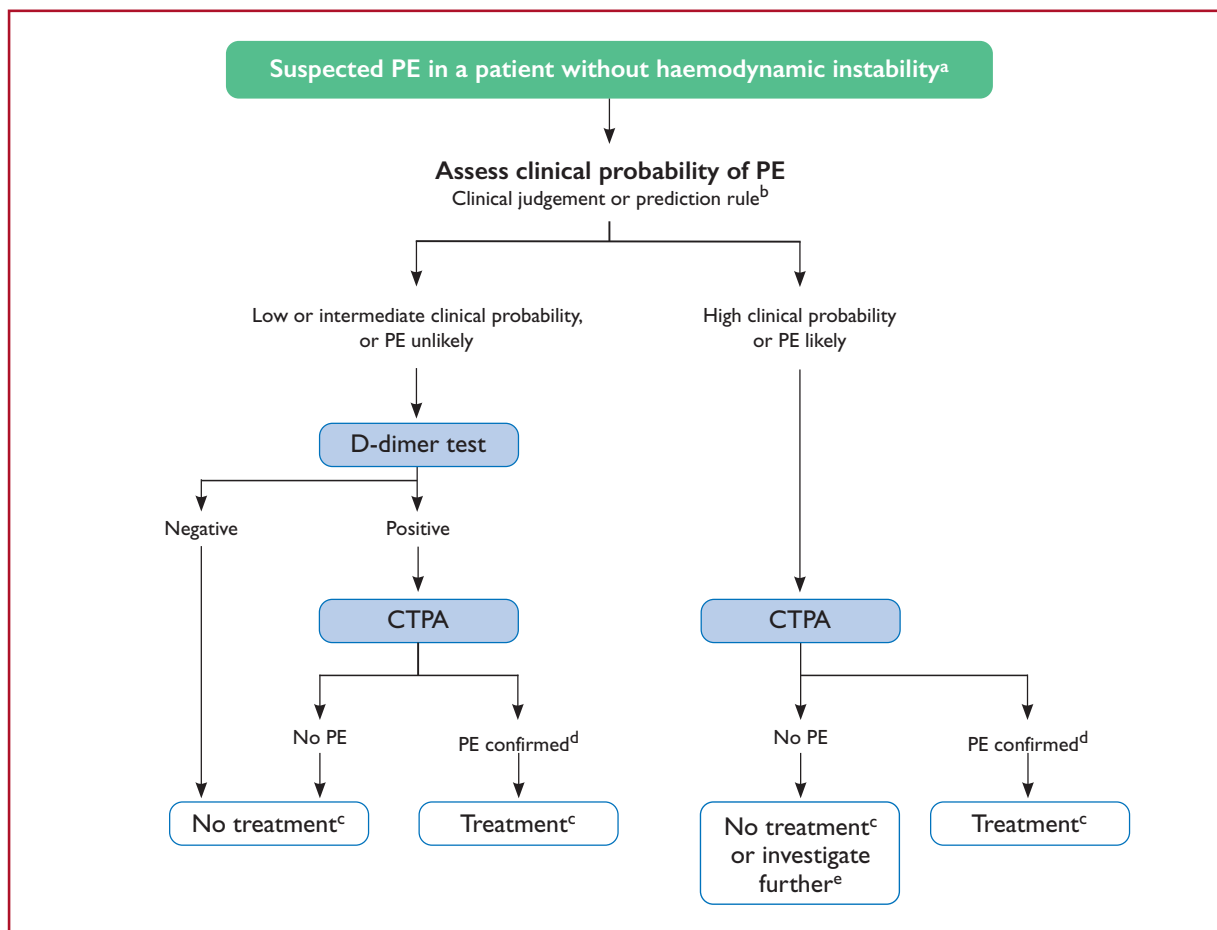 Suspected PE in a patient without haemodynamic instabilityᵃ
Assess clinical probability of PE
Clinical judgement or prediction ruleᵇ
Low or intermediate clinical probability,
or PE unlikely
High clinical probability
or PE likely
D-dimer test
Negative
Positive
CTPA
CTPA
No PE
PE confirmedᵈ
No PE
PE confirmedᵈ
No treatmentᶜ
Treatmentᶜ
No treatmentᶜ
or investigate
furtherᵉ
Treatmentᶜ